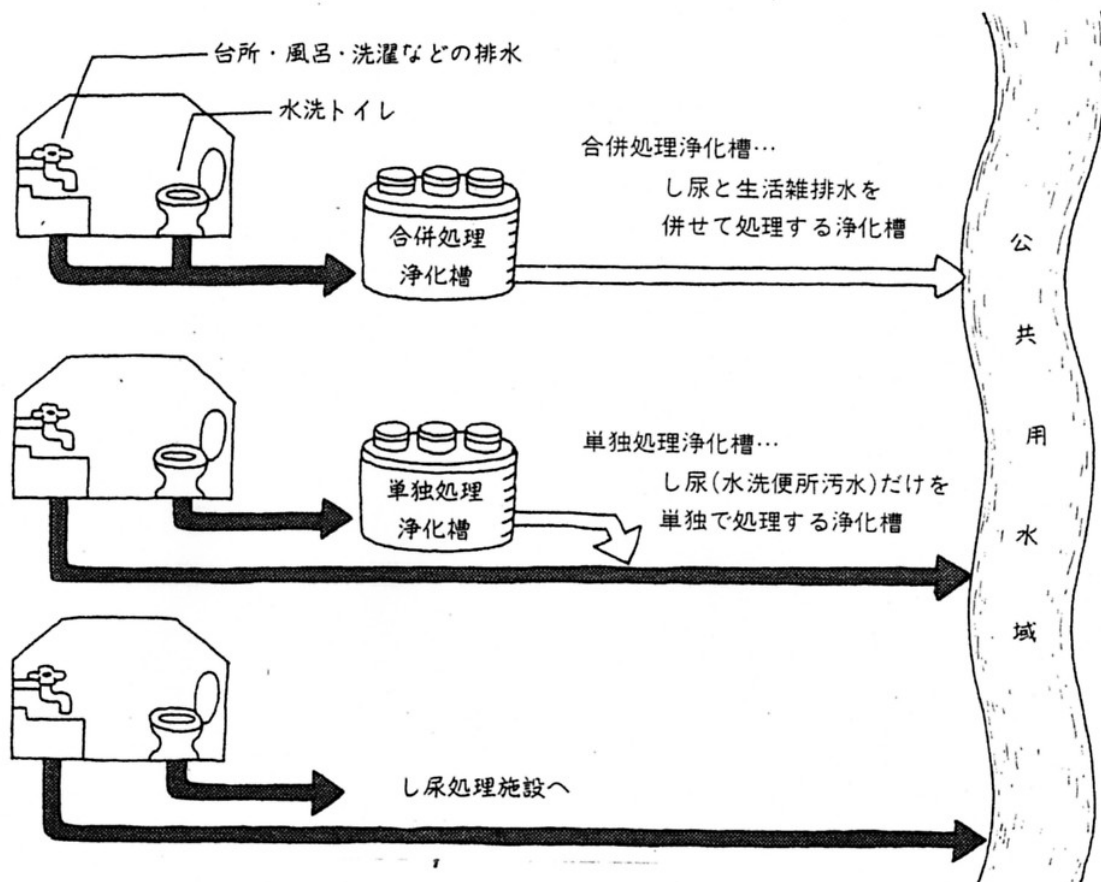 台所・風呂・洗濯などの排水
水洗トイレ
合併処理浄化槽…
し尿と生活雑排水を
併せて処理する浄化槽
合併処理
浄化槽
単独処理浄化槽…
し尿(水洗便所汚水)だけを
単独で処理する浄化槽
単独処理
浄化槽
し尿処理施設へ
公共用水域